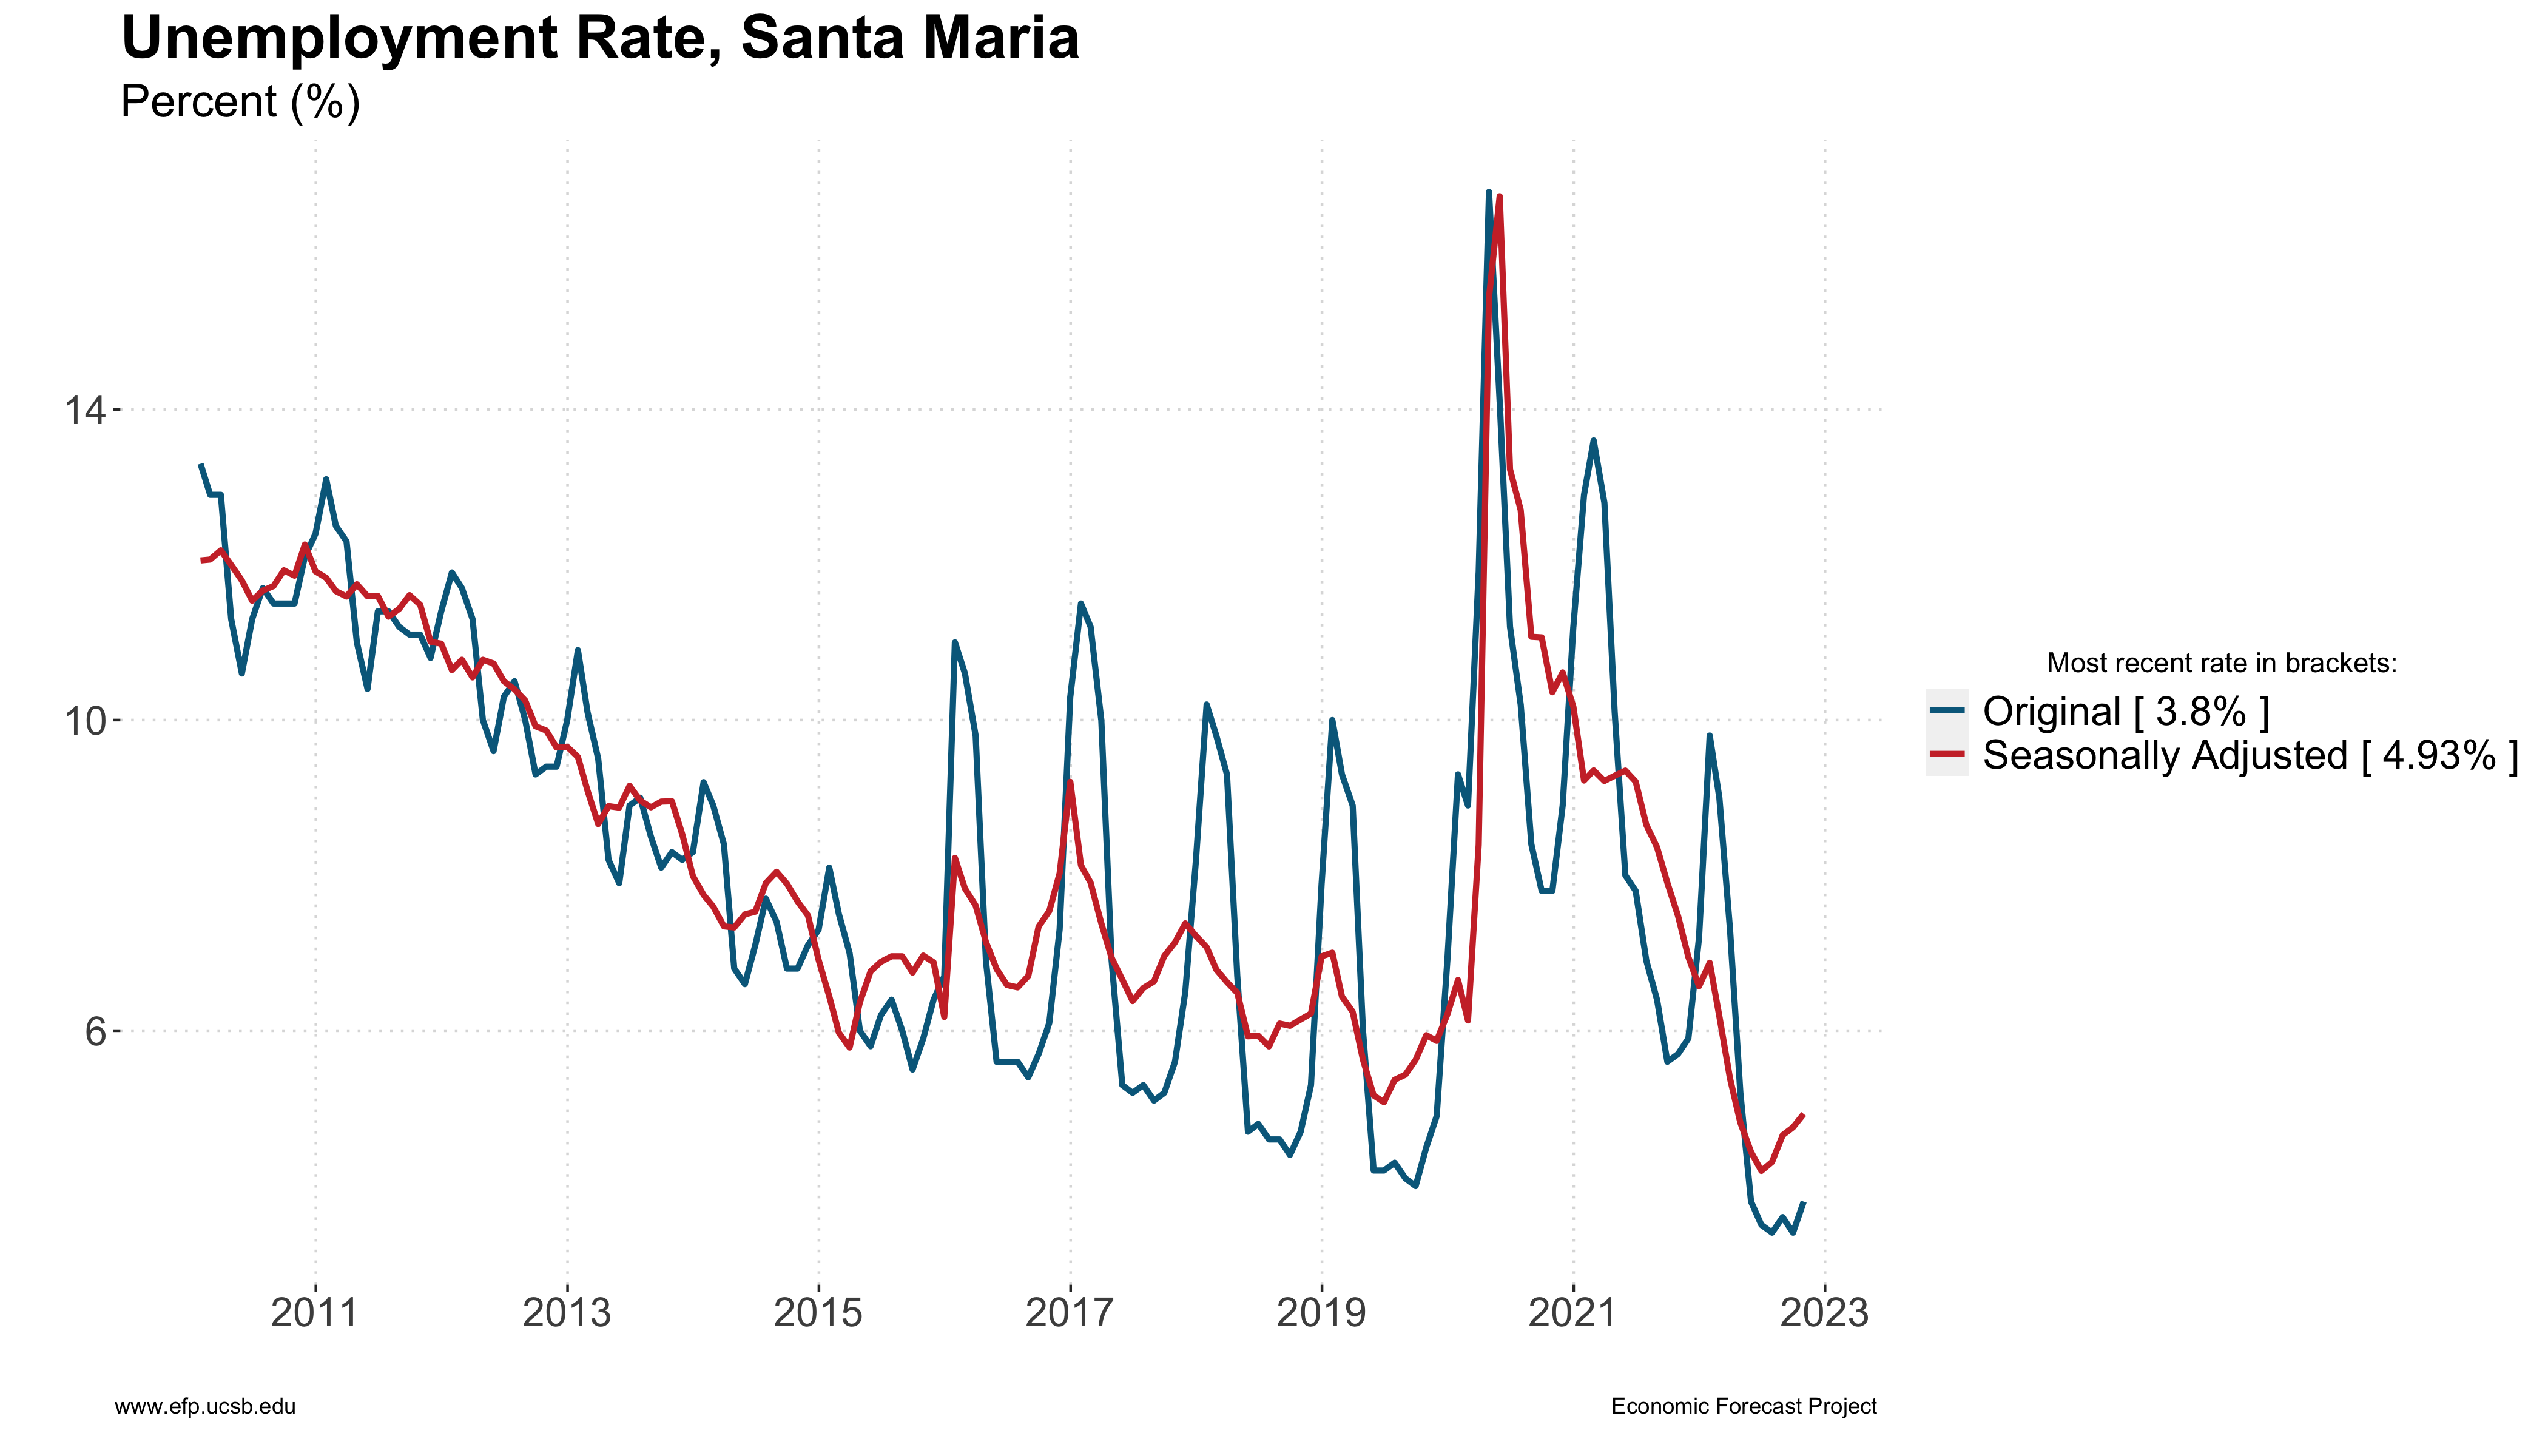 Unemployment Rate, Santa Maria
Percent (%)
14
10
6
2011
2013
2015
2017
2019
2021
2023
Most recent rate in brackets:
Original [ 3.8% ]
Seasonally Adjusted [ 4.93% ]
www.efp.ucsb.edu
Economic Forecast Project